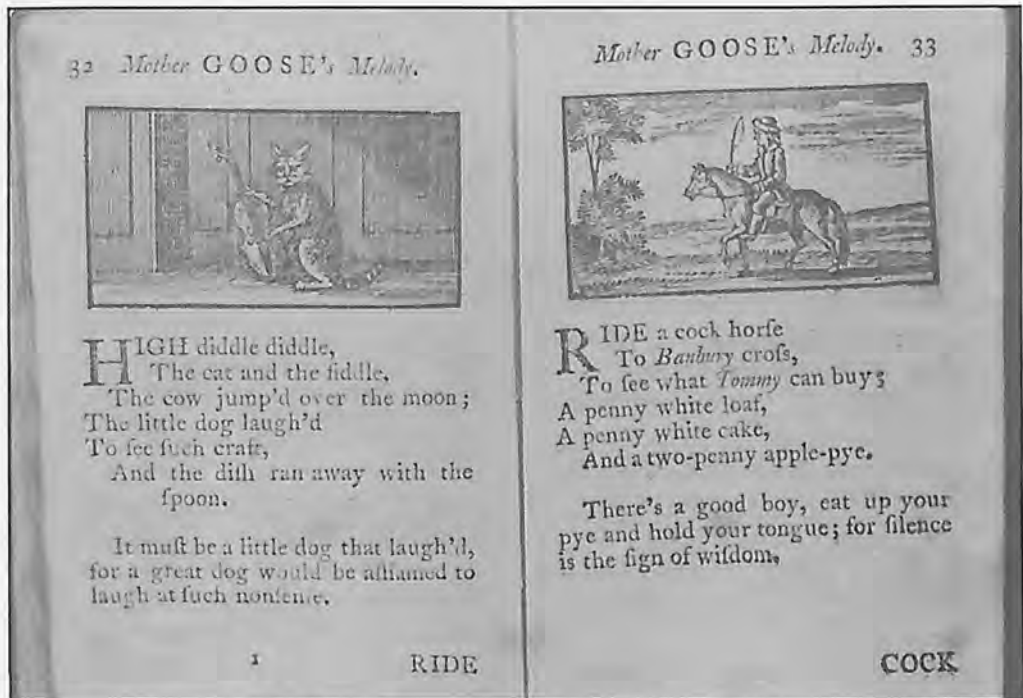 32 Mother GOOSE's Melody.
HIGH diddle diddle,
The cat and the fiddle,
The cow jump'd over the moon;
The little dog laugh'd
To ſee ſuch craft,
And the diſh ran away with the
ſpoon.
It muſt be a little dog that laugh'd,
for a great dog would be aſhamed to
laugh at ſuch nonſenſe.
1 RIDE
Mother GOOSE's Melody. 33
RIDE a cock horſe
To Banbury croſs,
To ſee what Tommy can buy;
A penny white loaf,
A penny white cake,
And a two-penny apple-pye.
There's a good boy, eat up your
pye and hold your tongue; for ſilence
is the ſign of wiſdom.
COCK